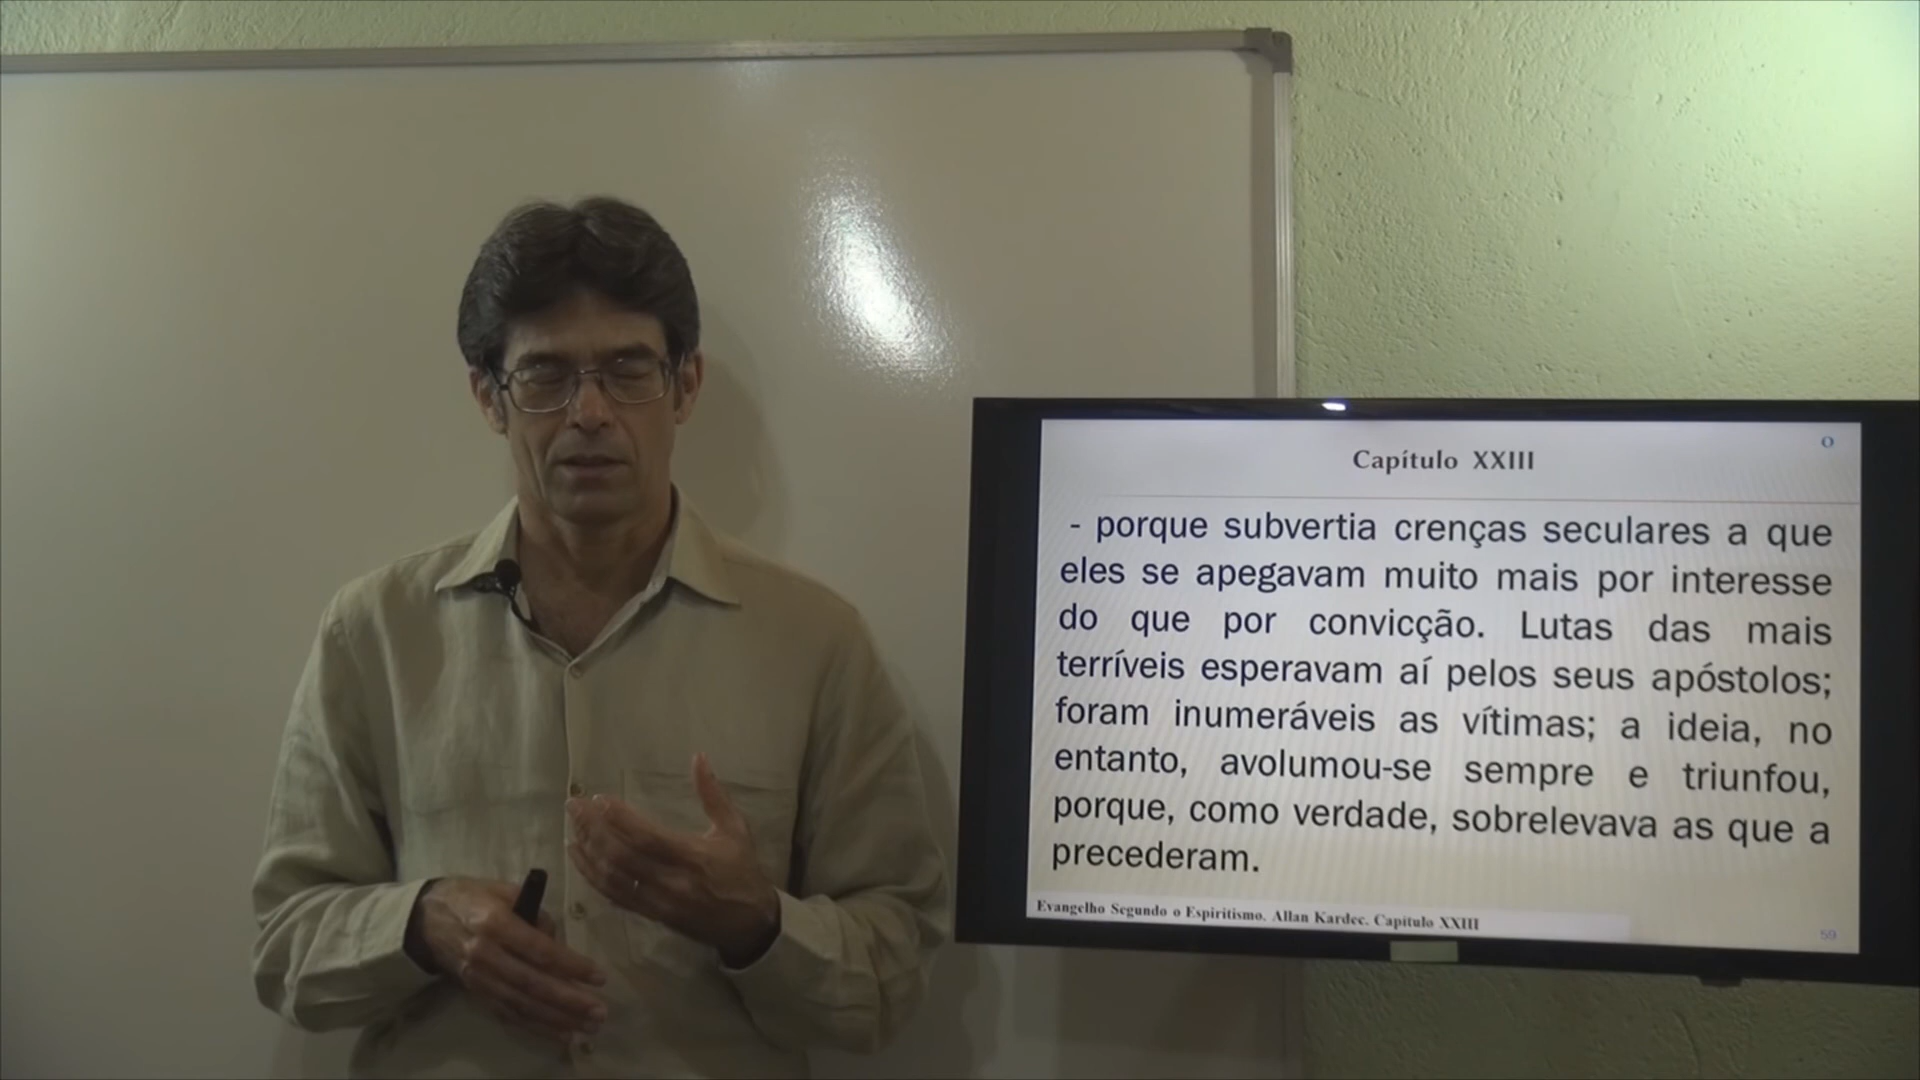 O
Capítulo XXIII
- porque subvertia crenças seculares a que
eles se apegavam muito mais por interesse
do que por convicção. Lutas das mais
terríveis esperavam aí pelos seus apóstolos;
foram inumeráveis as vítimas; a ideia, no
entanto, avolumou-se sempre e triunfou,
porque, como verdade, sobrelevava as que a
precederam.
Evangelho Segundo o Espiritismo. Allan Kardec. Capítulo XXIII
59